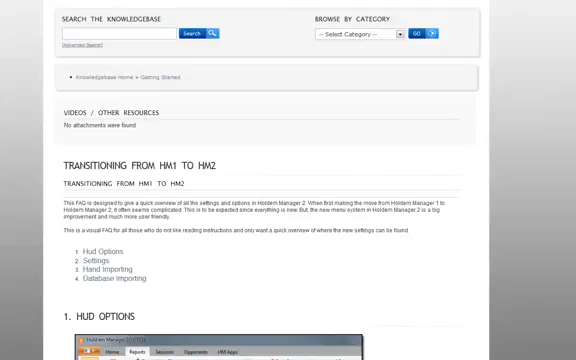 SEARCH THE KNOWLEDGEBASE
BROWSE BY CATEGORY
Search
-- Select Category --
GO
[Advanced Search]
Knowledgebase Home » Getting Started
VIDEOS / OTHER RESOURCES
No attachments were found
TRANSITIONING FROM HM1 TO HM2
TRANSITIONING FROM HM1 TO HM2
This FAQ is designed to give a quick overview of all the settings and options in Holdem Manager 2. When first making the move from Holdem Manager 1 to
Holdem Manager 2, it often seems complicated. This is to be expected since everything is new. But, the new menu system in Holdem Manager 2 is a big
improvement and much more user friendly.
This is a visual FAQ for all those who do not like reading instructions and only want a quick overview of where the new settings can be found.
1. Hud Options
2. Settings
3. Hand Importing
4. Database Importing
1. HUD OPTIONS
Hold'em Manager 2
Home Reports Sessions Opponents HM Apps